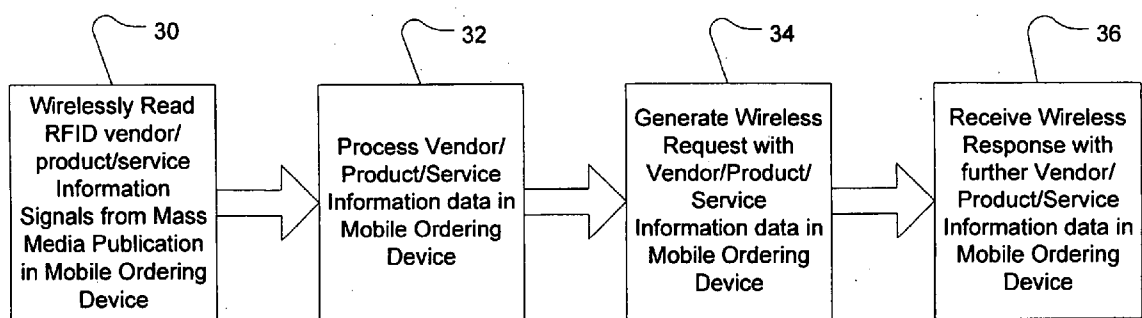 30
32
34
36
Wirelessly Read
RFID vendor/
product/service
Information
Signals from Mass
Media Publication
in Mobile Ordering
Device
Process Vendor/
Product/Service
Information data in
Mobile Ordering
Device
Generate Wireless
Request with
Vendor/Product/
Service
Information data in
Mobile Ordering
Device
Receive Wireless
Response with
further Vendor/
Product/Service
Information data in
Mobile Ordering
Device